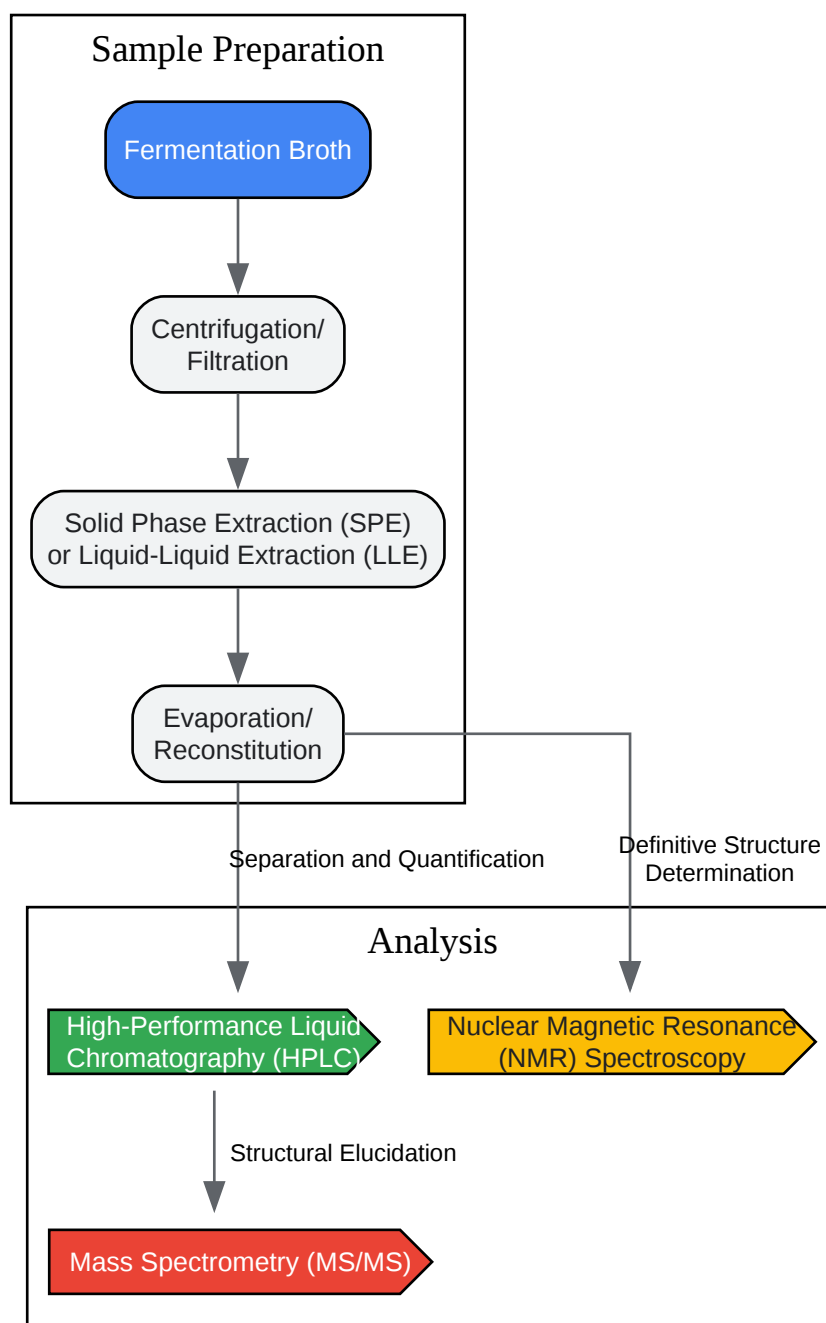 Sample Preparation
Fermentation Broth
Centrifugation/
Filtration
Solid Phase Extraction (SPE)
or Liquid-Liquid Extraction (LLE)
Evaporation/
Reconstitution
Separation and Quantification
Definitive Structure
Determination
Analysis
High-Performance Liquid
Chromatography (HPLC)
Nuclear Magnetic Resonance
(NMR) Spectroscopy
Structural Elucidation
Mass Spectrometry (MS/MS)